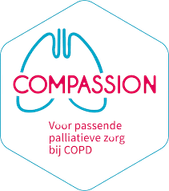 COMPASSION
Voor passende
palliatieve zorg
bij COPD